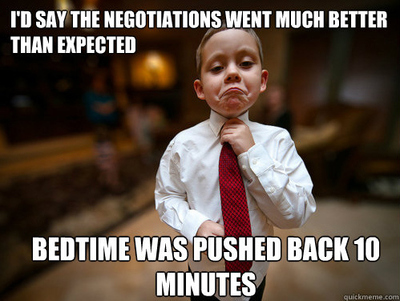 I'D SAY THE NEGOTIATIONS WENT MUCH BETTER
THAN EXPECTED
BEDTIME WAS PUSHED BACK 10
MINUTES
quickmeme.com